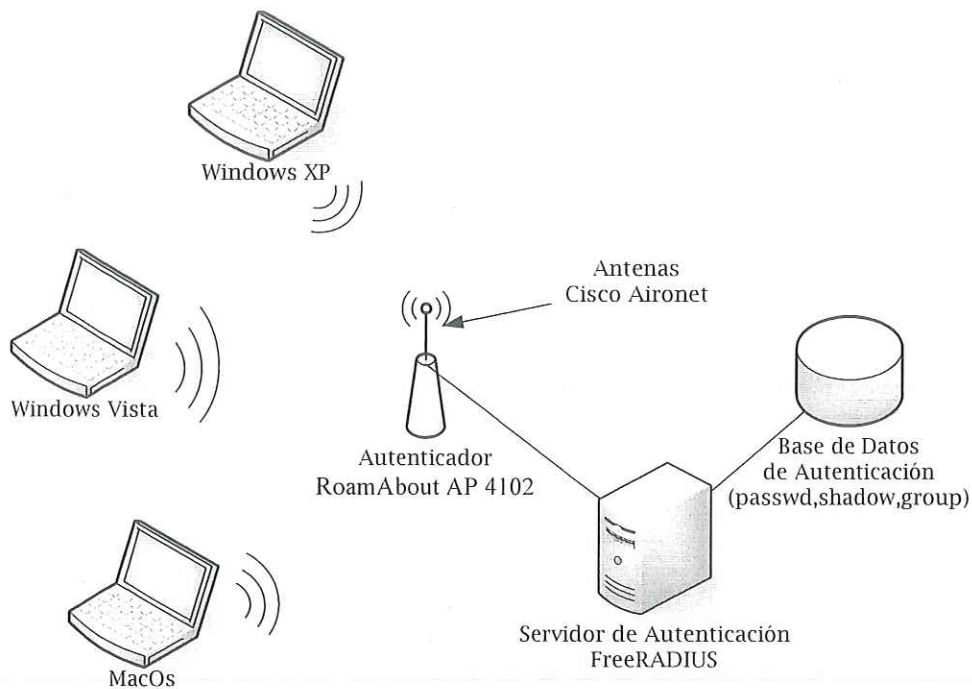 Windows XP
Antenas
Cisco Aironet
Windows Vista
Autenticador
RoamAbout AP 4102
Base de Datos
de Autenticación
(passwd,shadow,group)
Servidor de Autenticación
FreeRADIUS
MacOs